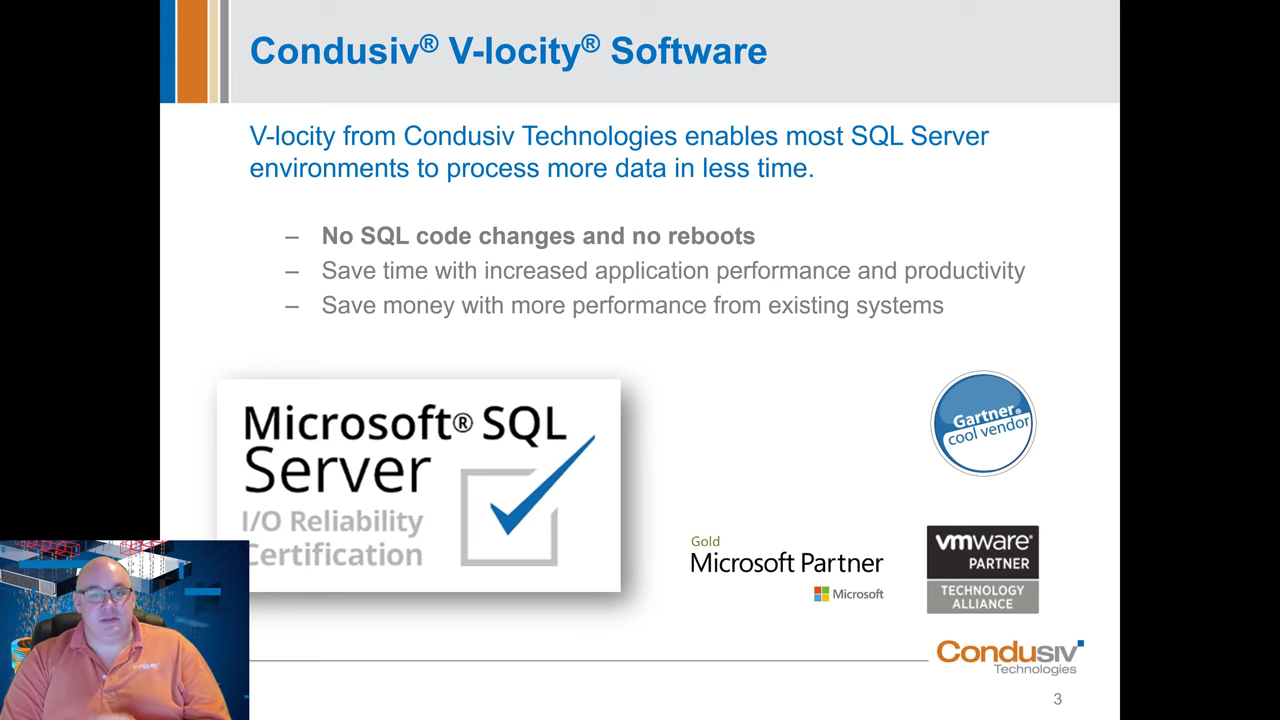 Condusiv® V-locity® Software
V-locity from Condusiv Technologies enables most SQL Server
environments to process more data in less time.
– No SQL code changes and no reboots
– Save time with increased application performance and productivity
– Save money with more performance from existing systems
Microsoft® SQL
Server
I/O Reliability
Certification
Gartner®
cool vendor
Gold
Microsoft Partner
Microsoft
vmware®
PARTNER
TECHNOLOGY
ALLIANCE
Condusiv
Technologies
3